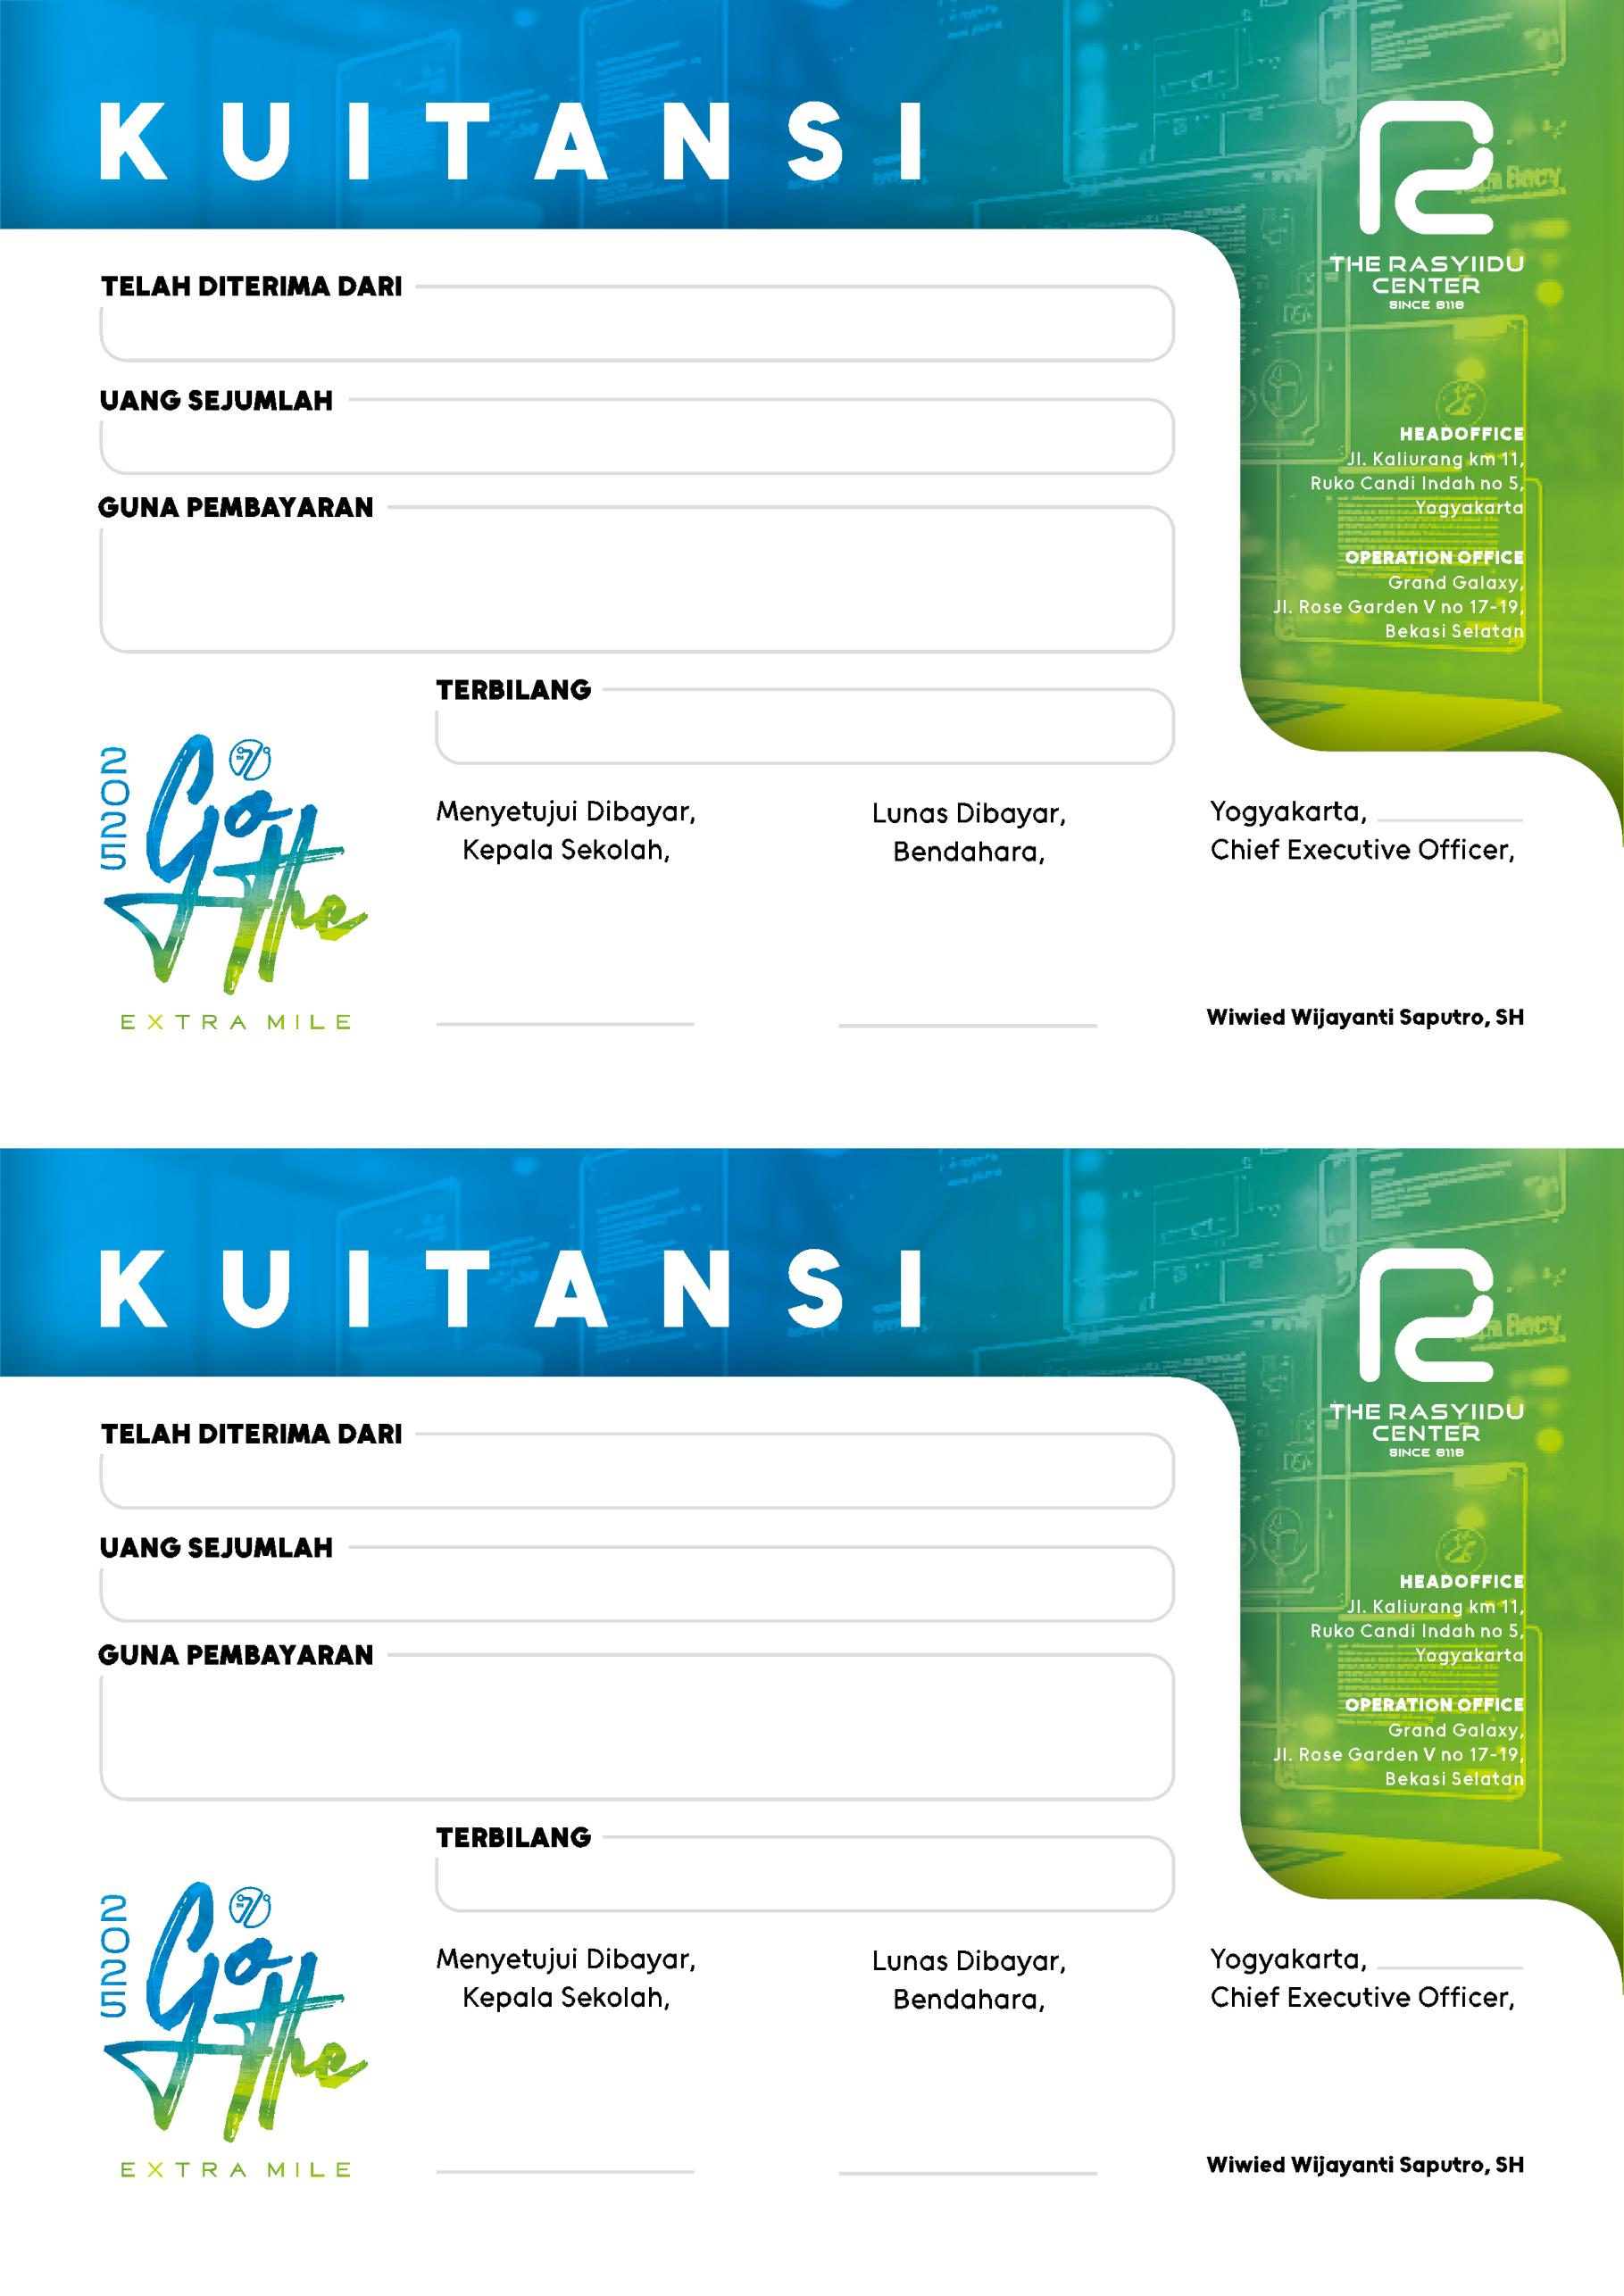 KUITANSI
THE RASYIIDU
CENTER
SINCE 8118
TELAH DITERIMA DARI
UANG SEJUMLAH
GUNA PEMBAYARAN
HEADOFFICE
Jl. Kaliurang km 11,
Ruko Candi Indah no 5,
Yogyakarta
OPERATION OFFICE
Grand Galaxy,
Jl. Rose Garden V no 17-19,
Bekasi Selatan
TERBILANG
2025
Go
The
EXTRA MILE
Menyetujui Dibayar,
Kepala Sekolah,
Lunas Dibayar,
Bendahara,
Yogyakarta,
Chief Executive Officer,
Wiwied Wijayanti Saputro, SH
KUITANSI
THE RASYIIDU
CENTER
SINCE 8118
TELAH DITERIMA DARI
UANG SEJUMLAH
GUNA PEMBAYARAN
HEADOFFICE
Jl. Kaliurang km 11,
Ruko Candi Indah no 5,
Yogyakarta
OPERATION OFFICE
Grand Galaxy,
Jl. Rose Garden V no 17-19,
Bekasi Selatan
TERBILANG
2025
Go
The
EXTRA MILE
Menyetujui Dibayar,
Kepala Sekolah,
Lunas Dibayar,
Bendahara,
Yogyakarta,
Chief Executive Officer,
Wiwied Wijayanti Saputro, SH